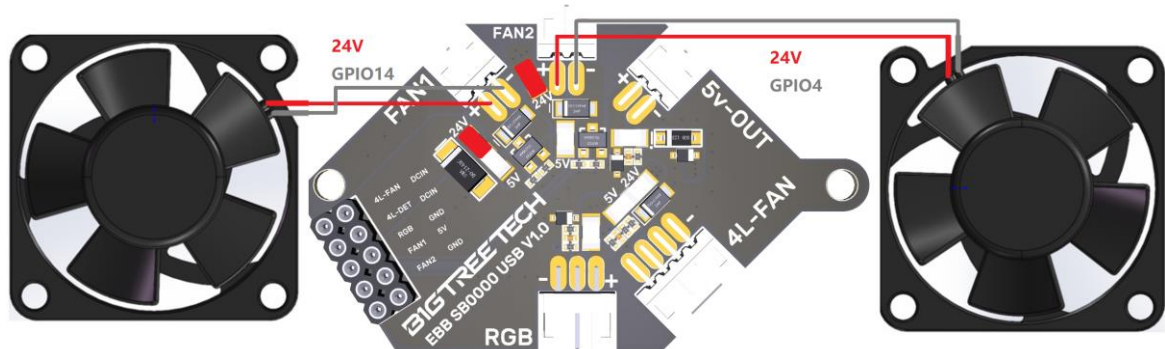 24V
GPIO14
FAN1
+ -
FAN2
+ -
24V
24V
GPIO4
5V-OUT
24V
5V
5V
5V 24V
4L-FAN
4L-FAN DCIN
4L-DET DCIN
RGB GND
FAN1 5V
FAN2 GND
BIGTREETECH
EBB SB0000 USB V1.0
- +
RGB